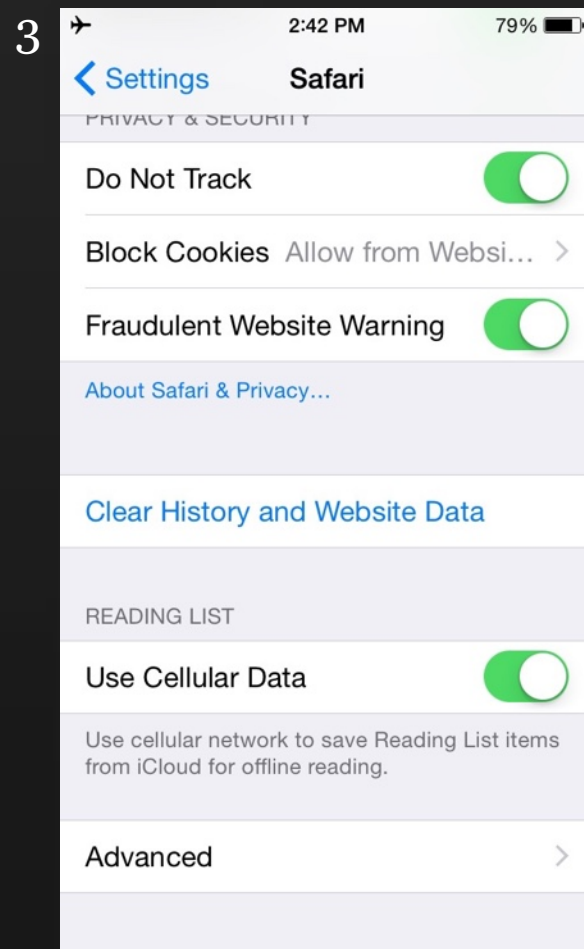 3
2:42 PM 79%
Settings Safari
PRIVACY & SECURITY
Do Not Track
Block Cookies Allow from Websi...
Fraudulent Website Warning
About Safari & Privacy...
Clear History and Website Data
READING LIST
Use Cellular Data
Use cellular network to save Reading List items
from iCloud for offline reading.
Advanced